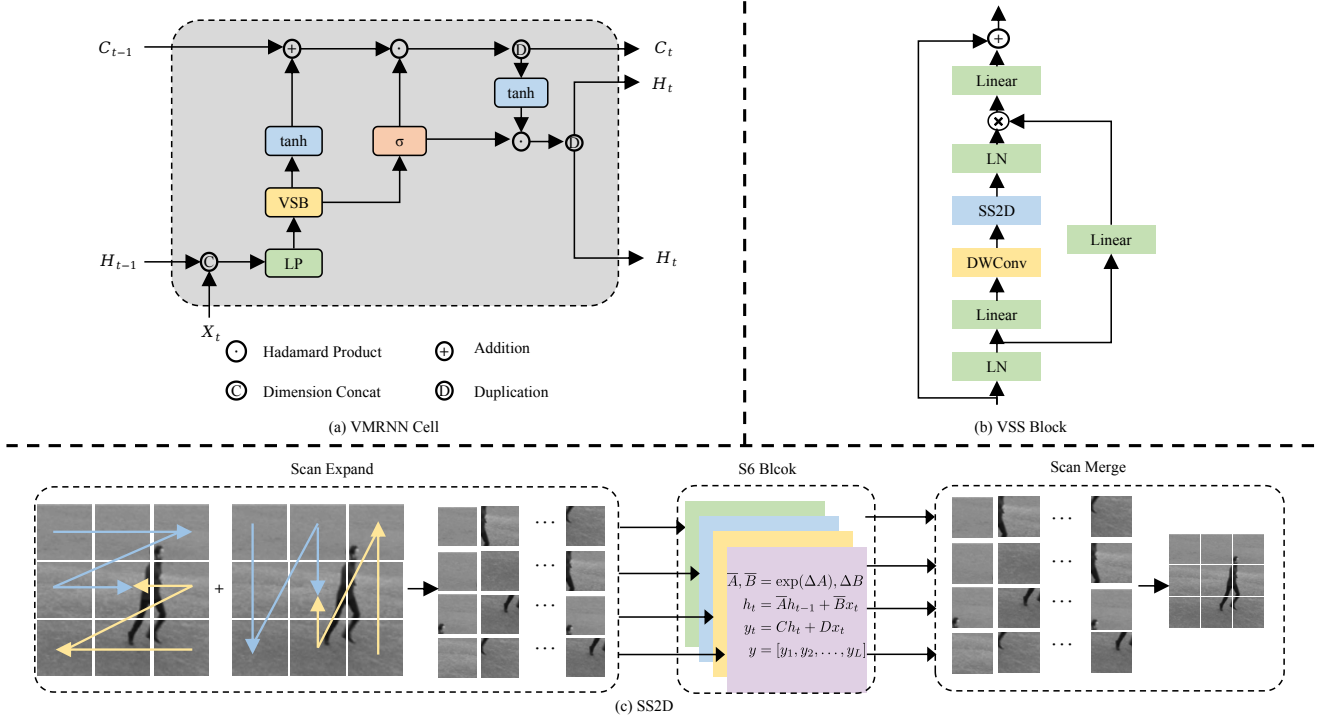 C_{t-1}
+
·
D
C_t
tanh
H_t
tanh
σ
·
D
VSB
H_{t-1}
C
LP
H_t
X_t
· Hadamard Product
+ Addition
C Dimension Concat
D Duplication
(a) VMRNN Cell
+
Linear
×
LN
SS2D
Linear
DWConv
Linear
LN
(b) VSS Block
Scan Expand
S6 Blcok
Scan Merge
+
...
...
...
...
\overline{A}, \overline{B} = exp(ΔA), ΔB
h_t = \overline{A}h_{t-1} + \overline{B}x_t
y_t = Ch_t + Dx_t
y = [y_1, y_2, . . . , y_L]
...
...
...
...
(c) SS2D